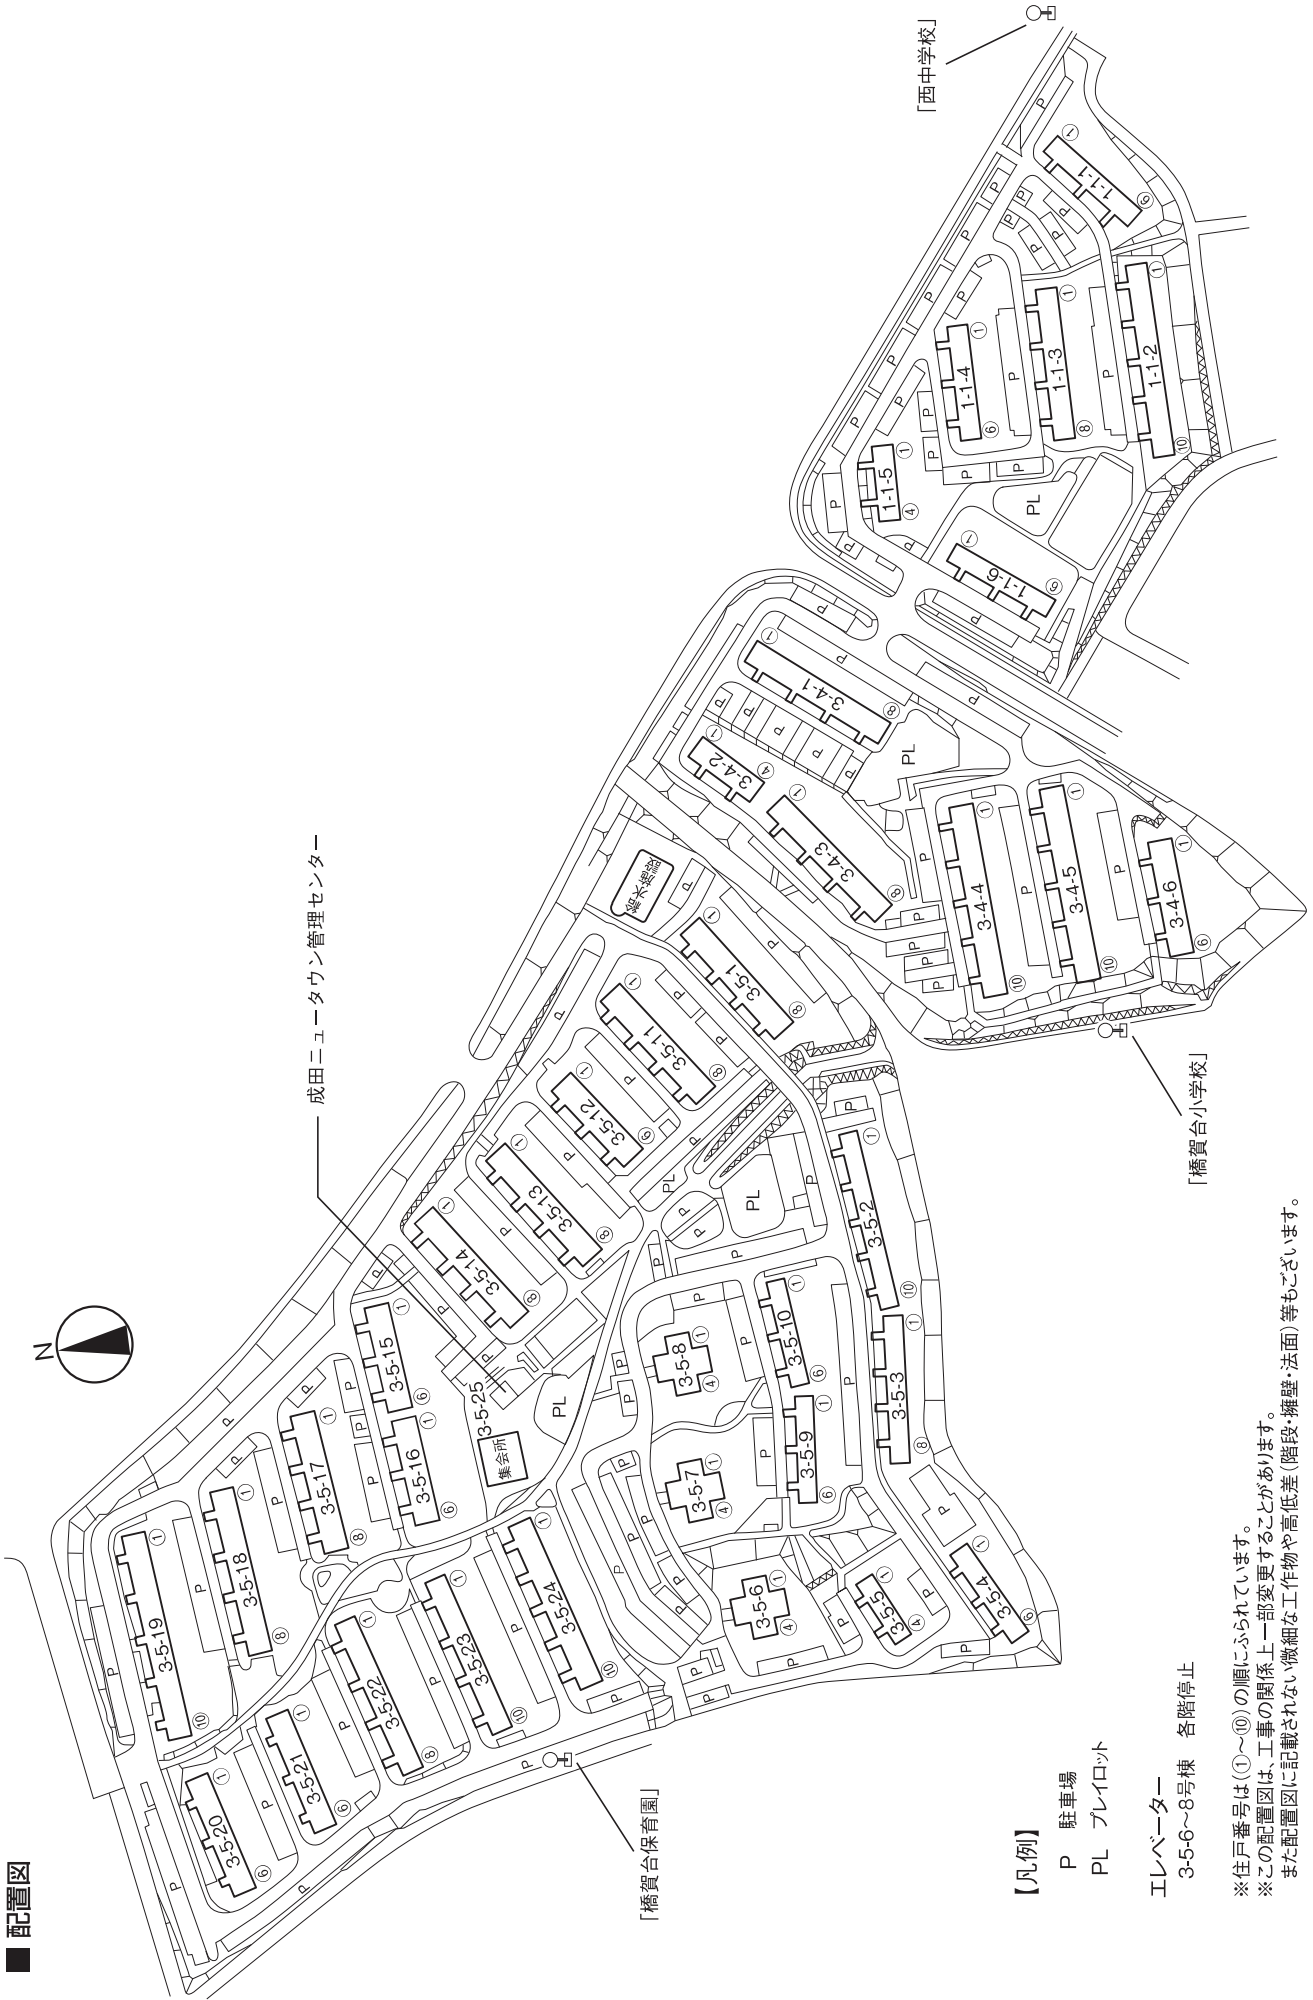 ■ 配置図
N
成田ニュータウン管理センター
「西中学校」
「橋賀台小学校」
「橋賀台保育園」
給水施設
集会所
3-5-25
3-5-20
3-5-21
3-5-22
3-5-23
3-5-24
3-5-19
3-5-18
3-5-17
3-5-16
3-5-15
3-5-14
3-5-13
3-5-12
3-5-11
3-5-10
3-5-9
3-5-8
3-5-7
3-5-6
3-5-5
3-5-4
3-5-3
3-5-2
3-5-1
3-4-1
3-4-2
3-4-3
3-4-4
3-4-5
3-4-6
1-1-6
1-1-5
1-1-4
1-1-3
1-1-2
1-1-1
PL
PL
PL
PL
PL
【凡例】
P 駐車場
PL プレイロット
エレベーター
3-5-6～8号棟 各階停止
※住戸番号は(①～⑩)の順にふられています。
※この配置図は、工事の関係上一部変更することがあります。
また配置図に記載されない微細な工作物や高低差(階段・擁壁・法面)等もございます。